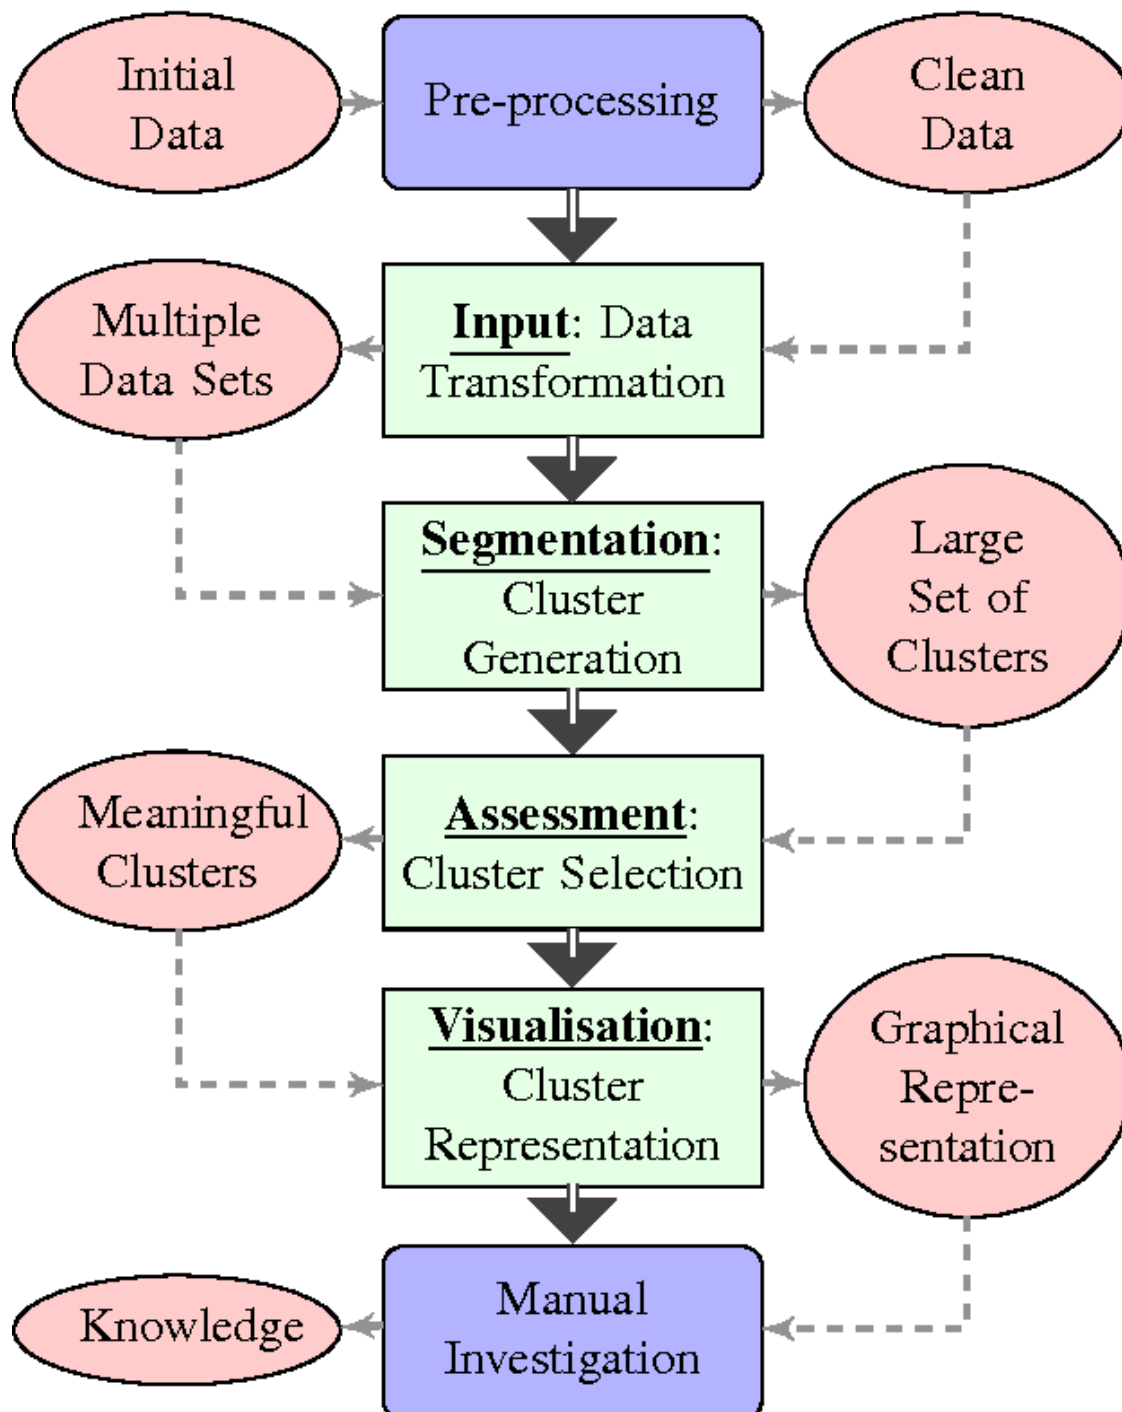 Initial
Data
Pre-processing
Clean
Data
Multiple
Data Sets
Input: Data
Transformation
Segmentation:
Cluster
Generation
Large
Set of
Clusters
Meaningful
Clusters
Assessment:
Cluster Selection
Visualisation:
Cluster
Representation
Graphical
Repre-
sentation
Knowledge
Manual
Investigation